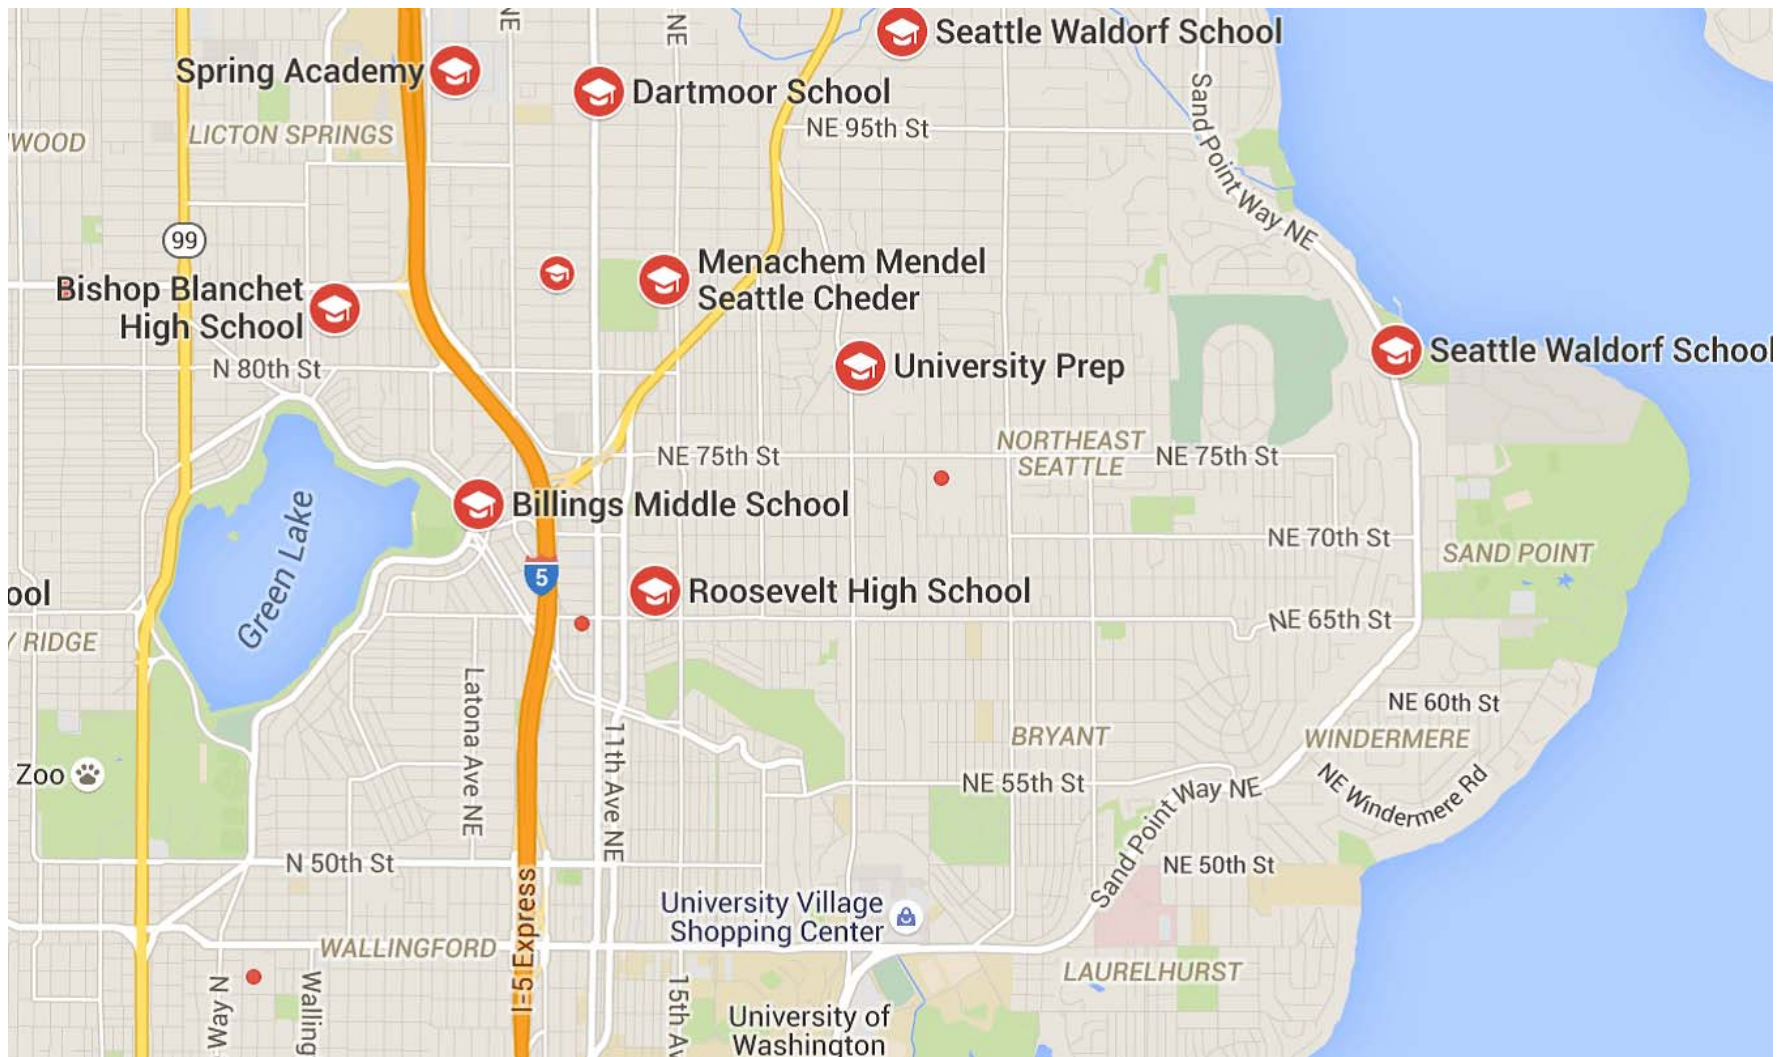 NE
NE
Seattle Waldorf School
Spring Academy
Dartmoor School
NE 95th St
WOOD
LICTON SPRINGS
Sand Point Way NE
99
Menachem Mendel
Seattle Cheder
Bishop Blanchet
High School
N 80th St
University Prep
Seattle Waldorf School
NE 75th St
NORTHEAST
SEATTLE
NE 75th St
Green Lake
Billings Middle School
NE 70th St
SAND POINT
5
ool
Roosevelt High School
NE 65th St
Y RIDGE
Latona Ave NE
11th Ave NE
NE 60th St
BRYANT
WINDERMERE
Zoo
NE 55th St
Sand Point Way NE
NE Windermere Rd
N 50th St
NE 50th St
I-5 Express
University Village
Shopping Center
WALLINGFORD
LAURELHURST
N Way N
Walling
15th Av
University of
Washington